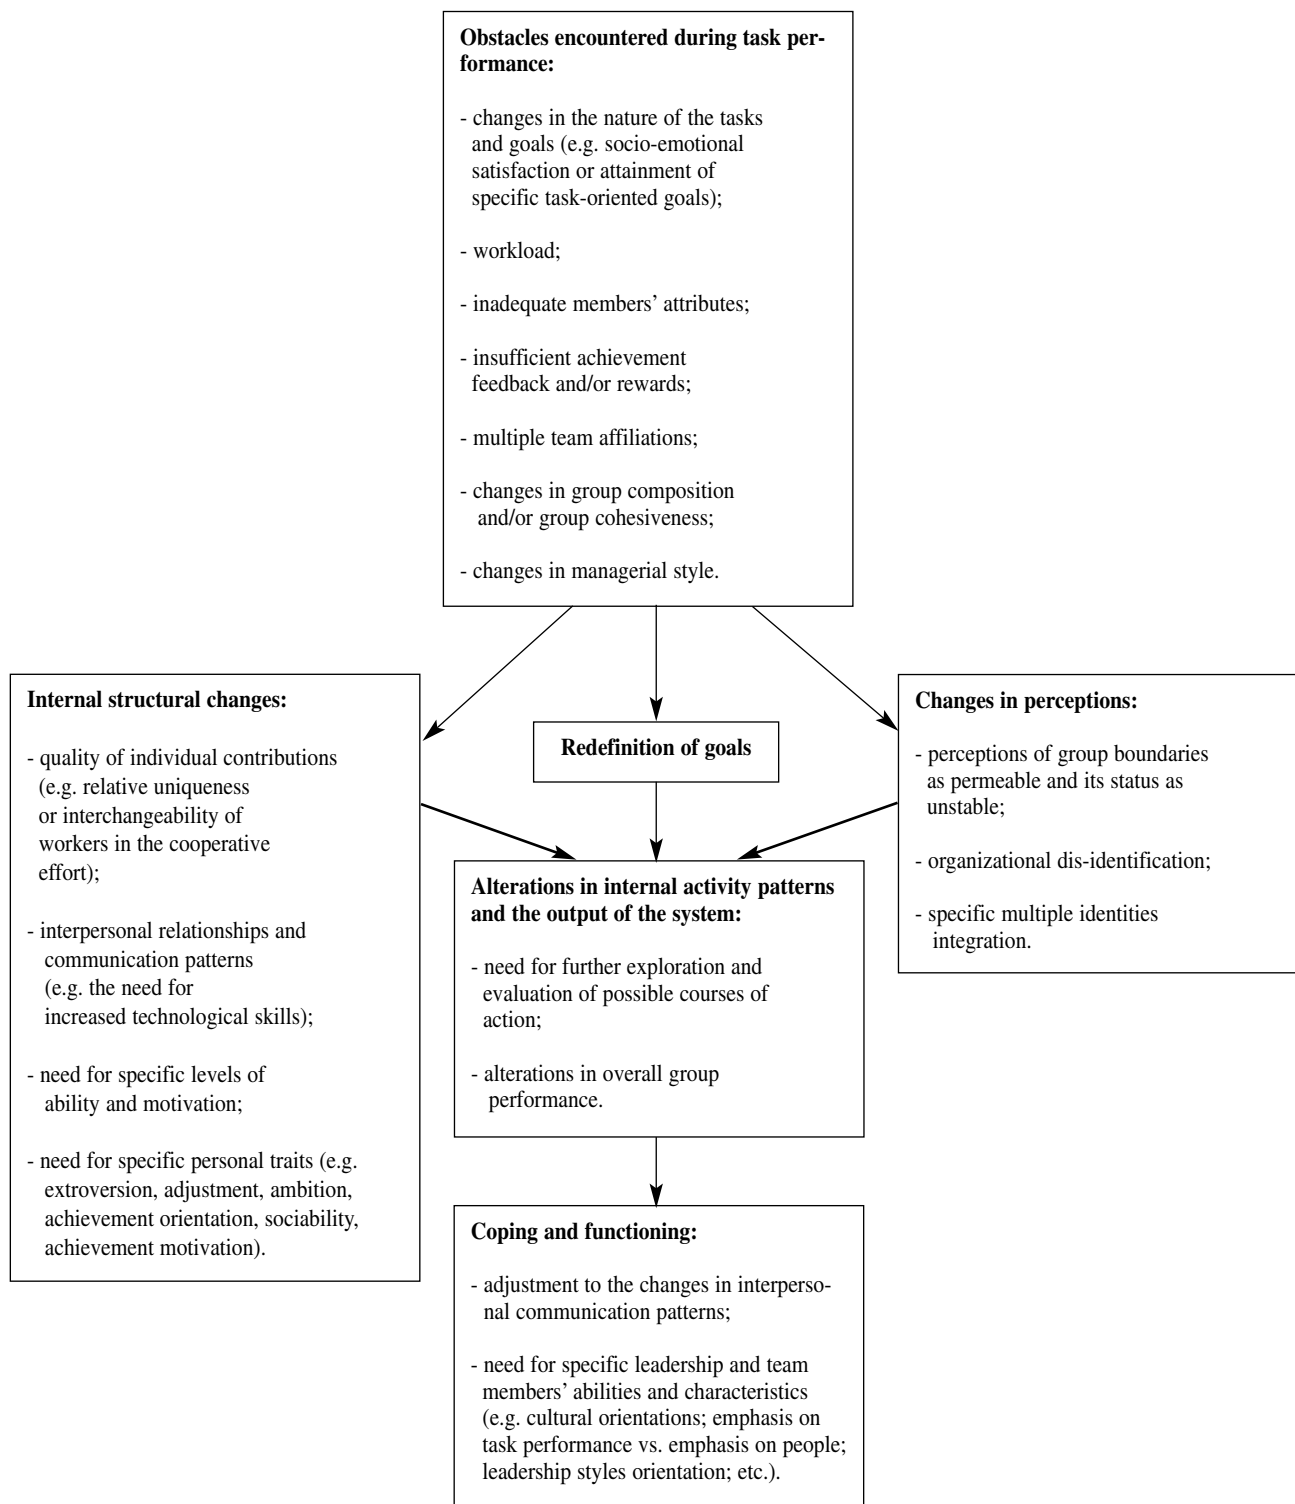 Obstacles encountered during task per-
formance:
- changes in the nature of the tasks
and goals (e.g. socio-emotional
satisfaction or attainment of
specific task-oriented goals);
- workload;
- inadequate members’ attributes;
- insufficient achievement
feedback and/or rewards;
- multiple team affiliations;
- changes in group composition
and/or group cohesiveness;
- changes in managerial style.
Internal structural changes:
- quality of individual contributions
(e.g. relative uniqueness
or interchangeability of
workers in the cooperative
effort);
- interpersonal relationships and
communication patterns
(e.g. the need for
increased technological skills);
- need for specific levels of
ability and motivation;
- need for specific personal traits (e.g.
extroversion, adjustment, ambition,
achievement orientation, sociability,
achievement motivation).
Redefinition of goals
Changes in perceptions:
- perceptions of group boundaries
as permeable and its status as
unstable;
- organizational dis-identification;
- specific multiple identities
integration.
Alterations in internal activity patterns
and the output of the system:
- need for further exploration and
evaluation of possible courses of
action;
- alterations in overall group
performance.
Coping and functioning:
- adjustment to the changes in interperso-
nal communication patterns;
- need for specific leadership and team
members’ abilities and characteristics
(e.g. cultural orientations; emphasis on
task performance vs. emphasis on people;
leadership styles orientation; etc.).